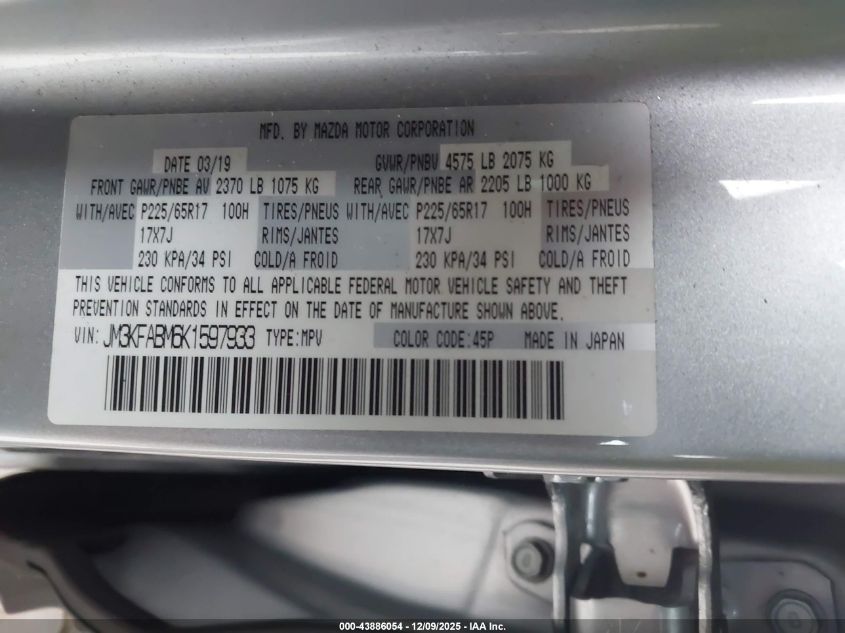 MFD. BY MAZDA MOTOR CORPORATION
DATE 03/19 GVWR/PNBV 4575 LB 2075 KG
FRONT GAWR/PNBE AV 2370 LB 1075 KG REAR GAWR/PNBE AR 2205 LB 1000 KG
WITH/AVEC P225/65R17 100H TIRES/PNEUS WITH/AVEC P225/65R17 100H TIRES/PNEUS
17X7J RIMS/JANTES 17X7J RIMS/JANTES
230 KPA/34 PSI COLD/A FROID 230 KPA/34 PSI COLD/A FROID
THIS VEHICLE CONFORMS TO ALL APPLICABLE FEDERAL MOTOR VEHICLE SAFETY AND THEFT
PREVENTION STANDARDS IN EFFECT ON THE DATE OF MANUFACTURE SHOWN ABOVE.
VIN: JM3KFABM6K1597933 TYPE:MPV COLOR CODE:45P MADE IN JAPAN
000-43886054 - 12/09/2025 - IAA Inc.